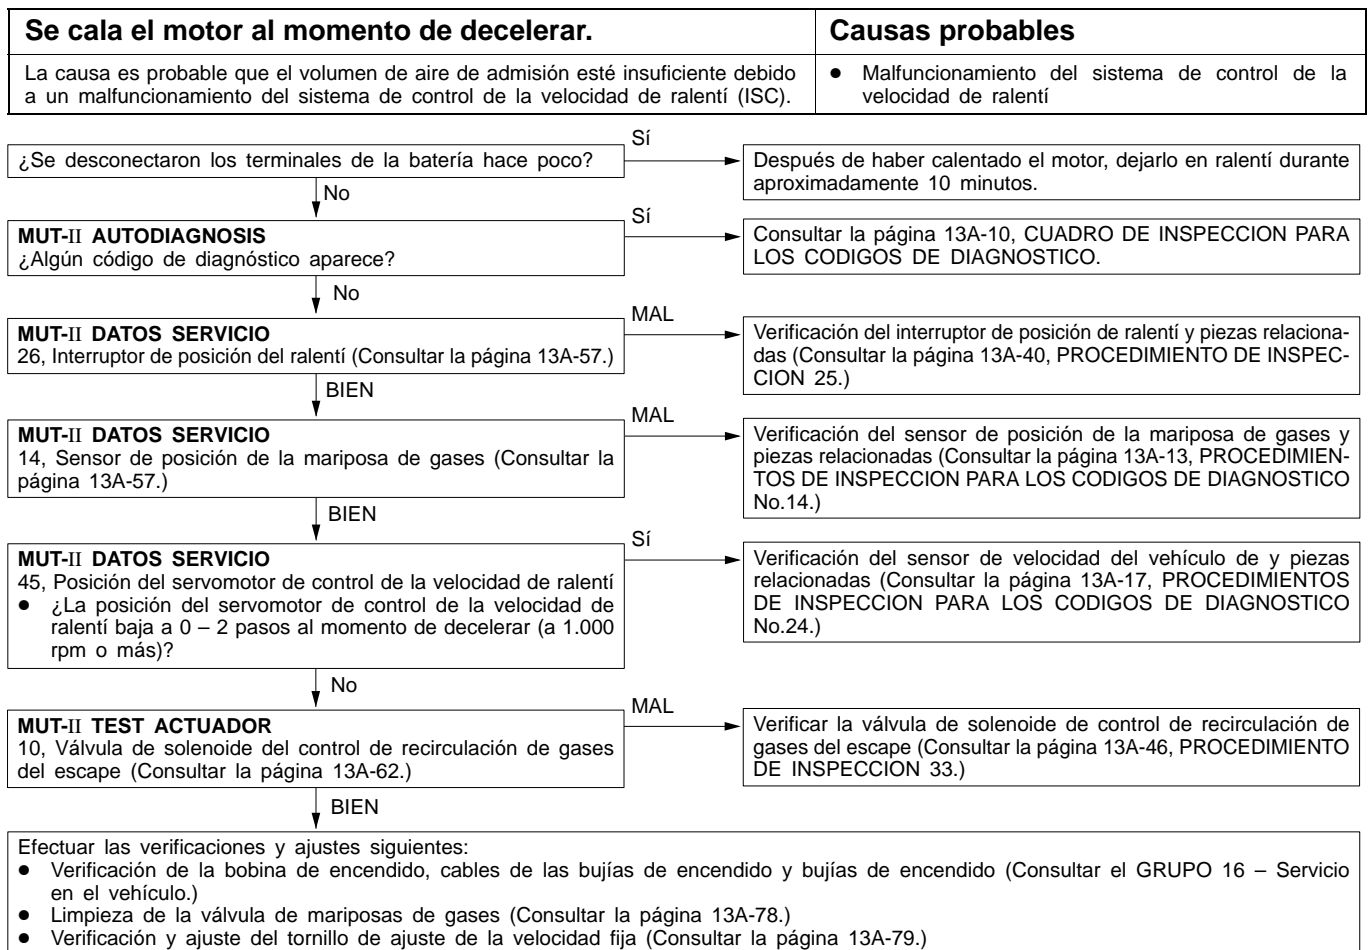 Se cala el motor al momento de decelerar.
Causas probables
La causa es probable que el volumen de aire de admisión esté insuficiente debido
a un malfuncionamiento del sistema de control de la velocidad de ralentí (ISC).
● Malfuncionamiento del sistema de control de la
velocidad de ralentí
¿Se desconectaron los terminales de la batería hace poco?
Sí
Después de haber calentado el motor, dejarlo en ralentí durante
aproximadamente 10 minutos.
No
MUT-II AUTODIAGNOSIS
¿Algún código de diagnóstico aparece?
Sí
Consultar la página 13A-10, CUADRO DE INSPECCION PARA
LOS CODIGOS DE DIAGNOSTICO.
No
MUT-II DATOS SERVICIO
26, Interruptor de posición del ralentí (Consultar la página 13A-57.)
MAL
Verificación del interruptor de posición de ralentí y piezas relaciona-
das (Consultar la página 13A-40, PROCEDIMIENTO DE INSPEC-
CION 25.)
BIEN
MUT-II DATOS SERVICIO
14, Sensor de posición de la mariposa de gases (Consultar la
página 13A-57.)
MAL
Verificación del sensor de posición de la mariposa de gases y
piezas relacionadas (Consultar la página 13A-13, PROCEDIMIEN-
TOS DE INSPECCION PARA LOS CODIGOS DE DIAGNOSTICO
No.14.)
BIEN
MUT-II DATOS SERVICIO
45, Posición del servomotor de control de la velocidad de ralentí
● ¿La posición del servomotor de control de la velocidad de
ralentí baja a 0 – 2 pasos al momento de decelerar (a 1.000
rpm o más)?
Sí
Verificación del sensor de velocidad del vehículo de y piezas
relacionadas (Consultar la página 13A-17, PROCEDIMIENTOS
DE INSPECCION PARA LOS CODIGOS DE DIAGNOSTICO
No.24.)
No
MUT-II TEST ACTUADOR
10, Válvula de solenoide del control de recirculación de gases
del escape (Consultar la página 13A-62.)
MAL
Verificar la válvula de solenoide de control de recirculación de
gases del escape (Consultar la página 13A-46, PROCEDIMIENTO
DE INSPECCION 33.)
BIEN
Efectuar las verificaciones y ajustes siguientes:
● Verificación de la bobina de encendido, cables de las bujías de encendido y bujías de encendido (Consultar el GRUPO 16 – Servicio
en el vehículo.)
● Limpieza de la válvula de mariposas de gases (Consultar la página 13A-78.)
● Verificación y ajuste del tornillo de ajuste de la velocidad fija (Consultar la página 13A-79.)